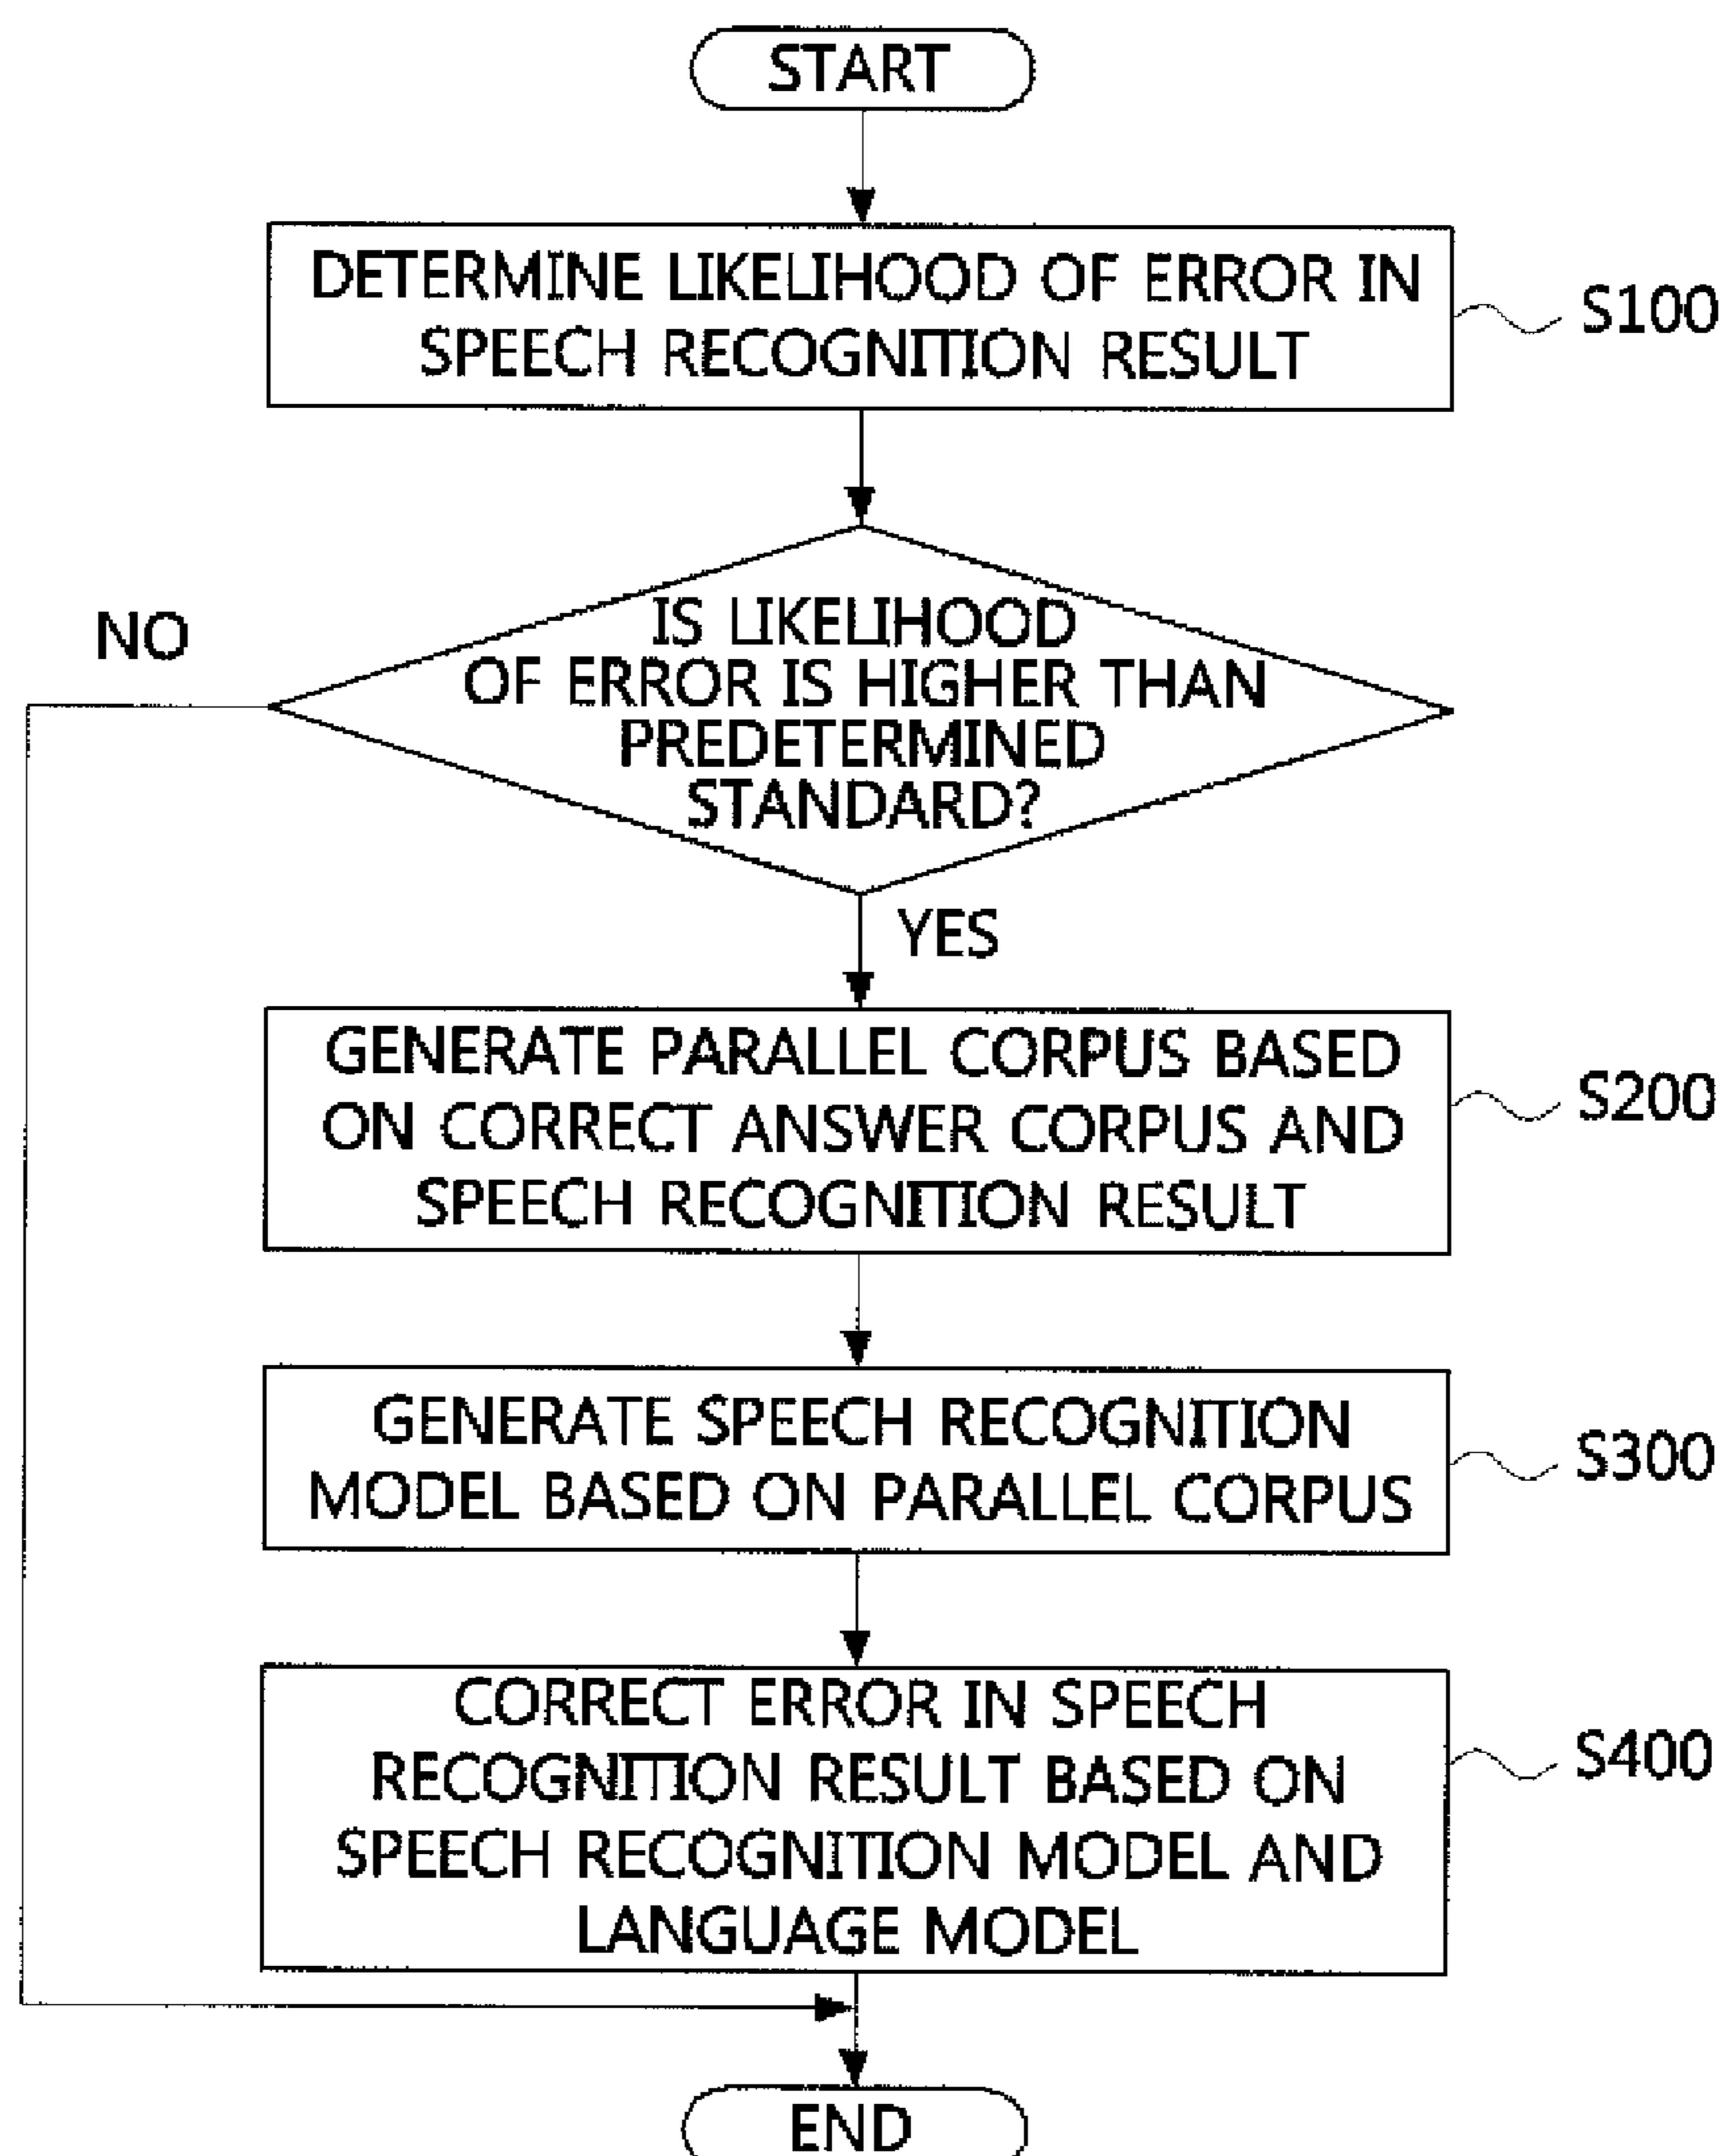 START
DETERMINE LIKELIHOOD OF ERROR IN
SPEECH RECOGNITION RESULT
S100
IS LIKELIHOOD
OF ERROR IS HIGHER THAN
PREDETERMINED
STANDARD?
NO
YES
GENERATE PARALLEL CORPUS BASED
ON CORRECT ANSWER CORPUS AND
SPEECH RECOGNITION RESULT
S200
GENERATE SPEECH RECOGNITION
MODEL BASED ON PARALLEL CORPUS
S300
CORRECT ERROR IN SPEECH
RECOGNITION RESULT BASED ON
SPEECH RECOGNITION MODEL AND
LANGUAGE MODEL
S400
END